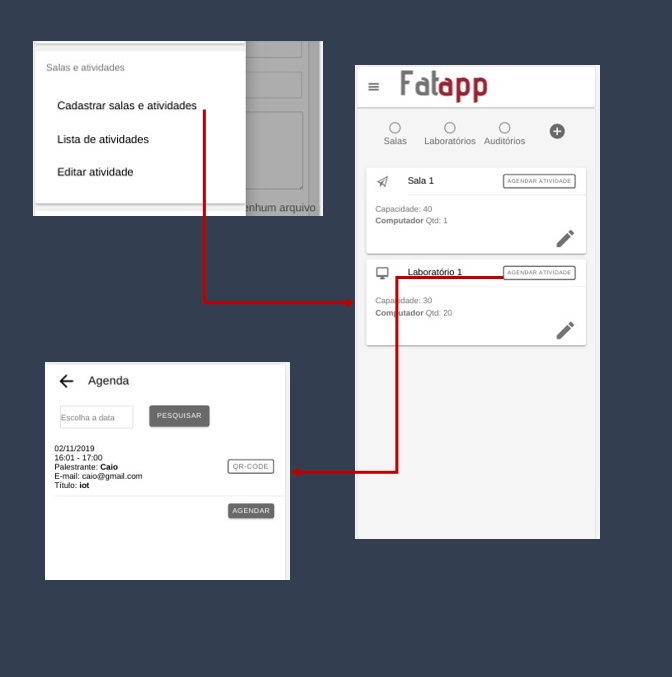 Salas e atividades
Cadastrar salas e atividades
Lista de atividades
Editar atividade
enhum arquivo
Fatapp
Salas
Laboratórios
Auditórios
Sala 1
AGENDAR ATIVIDADE
Capacidade: 40
Computador Qtd: 1
Laboratório 1
AGENDAR ATIVIDADE
Capacidade: 30
Computador Qtd: 20
Agenda
Escolha a data
PESQUISAR
02/11/2019
16:01 - 17:00
Palestrante: Caio
E-mail: caio@gmail.com
Título: iot
QR-CODE
AGENDAR